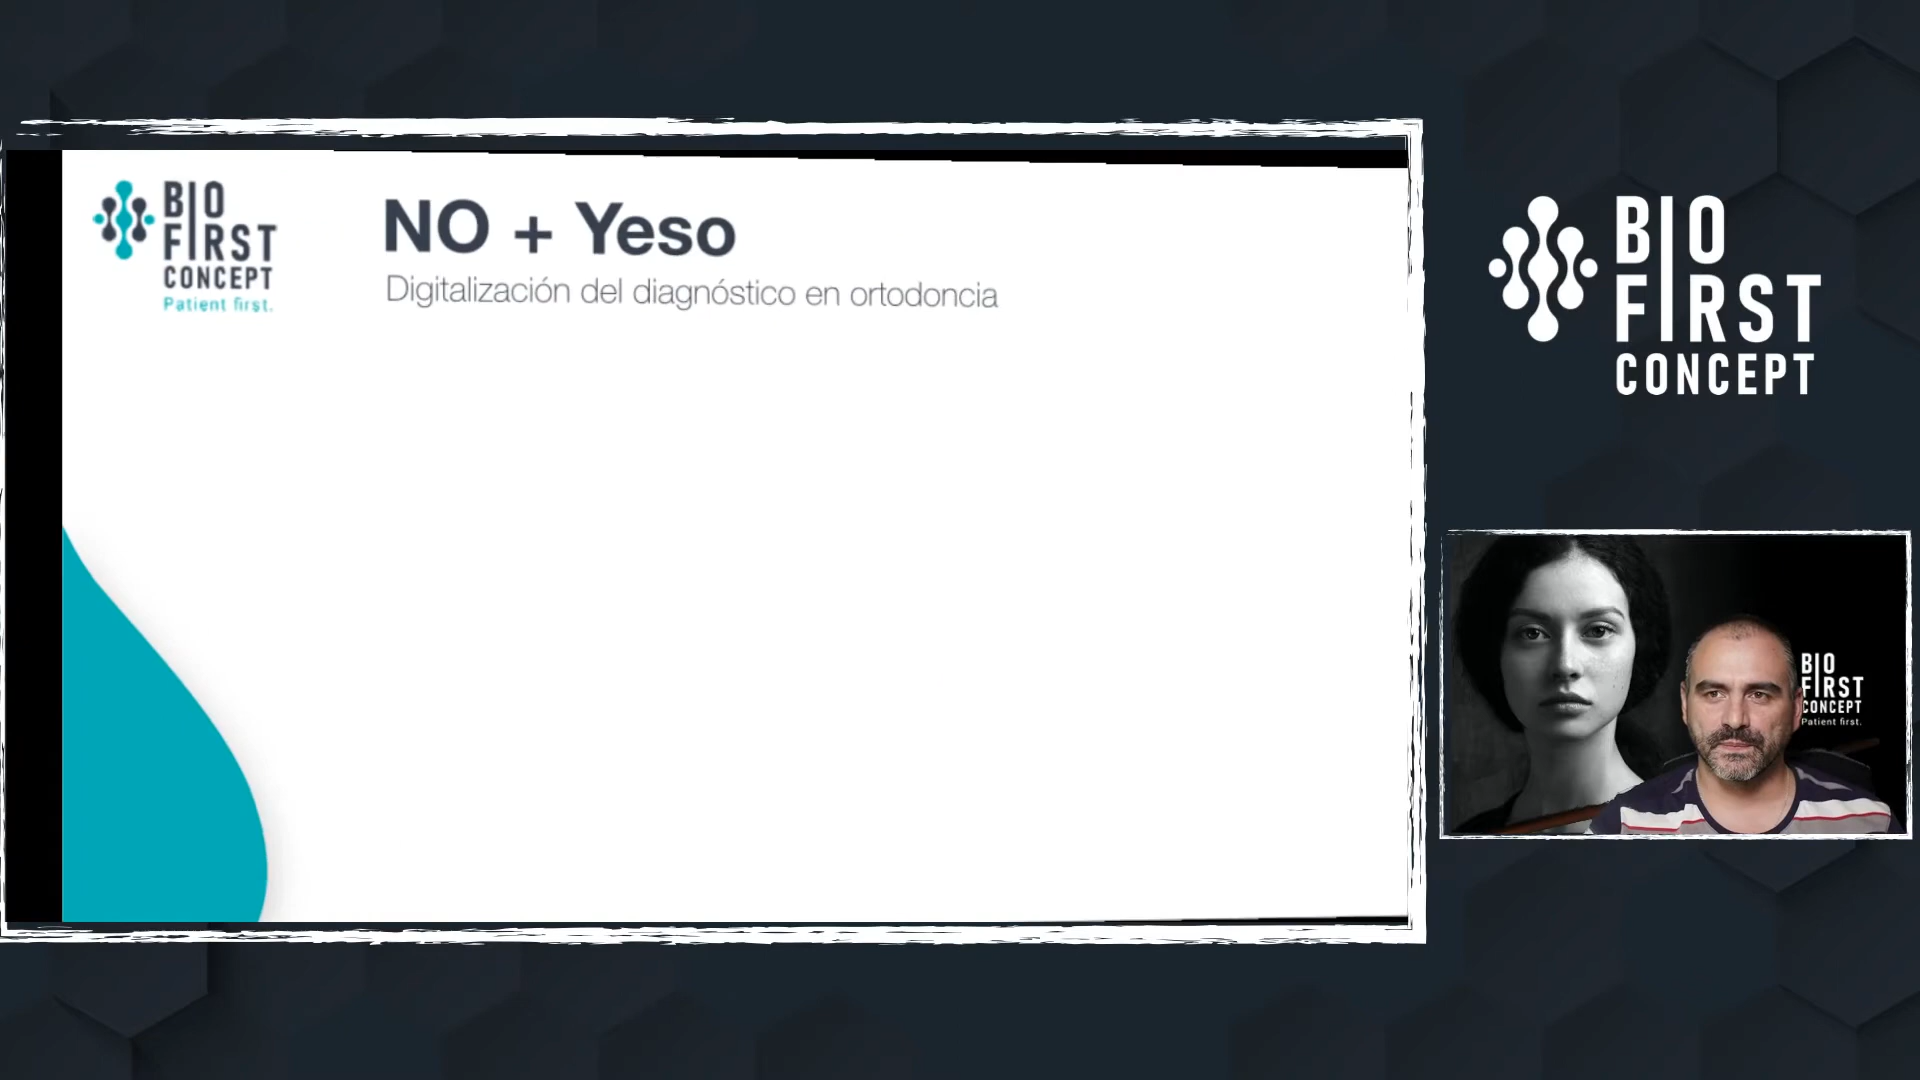 BIO
FIRST
CONCEPT
Patient first.
NO + Yeso
Digitalización del diagnóstico en ortodoncia
BIO
FIRST
CONCEPT
BIO
FIRST
CONCEPT
Patient first.